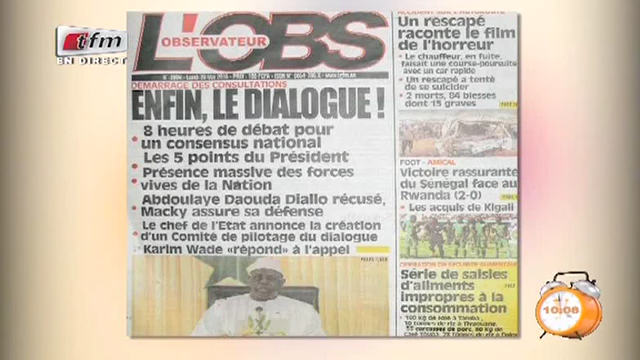 tfm
EN DIRECT
L'OBS
OBSERVATEUR
DEMARRAGE DES CONSULTATIONS
ENFIN, LE DIALOGUE !
• 8 heures de débat pour
un consensus national
• Les 5 points du Président
• Présence massive des forces
vives de la Nation
• Abdoulaye Daouda Diallo récusé,
Macky assure sa défense
• Le chef de l'Etat annonce la création
d'un Comité de pilotage du dialogue
• Karim Wade «répond» à l'appel
Un rescapé
raconte le film
de l'horreur
• Le chauffeur, en fuite,
faisait une course-poursuite
avec un car rapide
• Un rescapé a tenté
de se suicider
• 2 morts, 84 blesses
dont 15 graves
FOOT - AMICAL
Victoire rassurante
du Sénégal face au
Rwanda (2-0)
• Les acquis de Kigali
Série de saisies
d'aliments
impropres à la
consommation
10:08